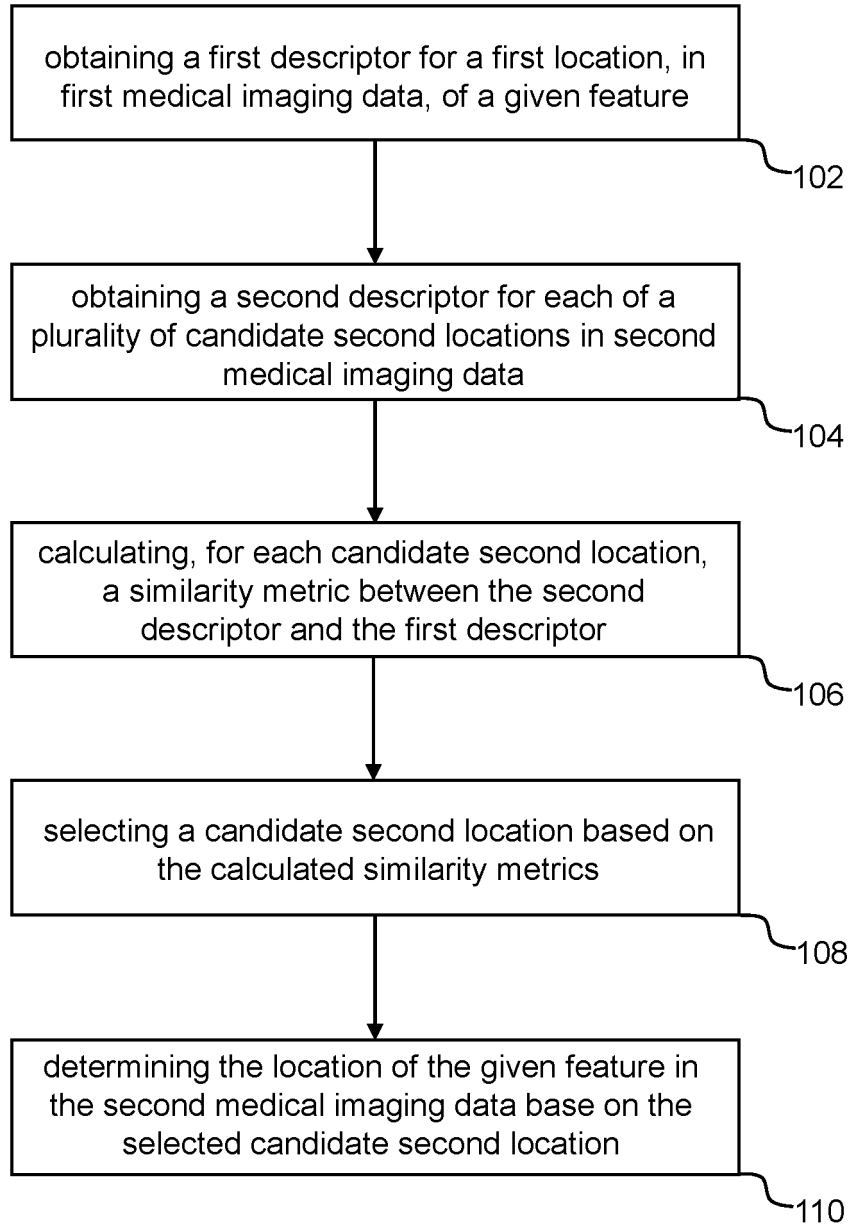 obtaining a first descriptor for a first location, in
first medical imaging data, of a given feature
102
obtaining a second descriptor for each of a
plurality of candidate second locations in second
medical imaging data
104
calculating, for each candidate second location,
a similarity metric between the second
descriptor and the first descriptor
106
selecting a candidate second location based on
the calculated similarity metrics
108
determining the location of the given feature in
the second medical imaging data base on the
selected candidate second location
110